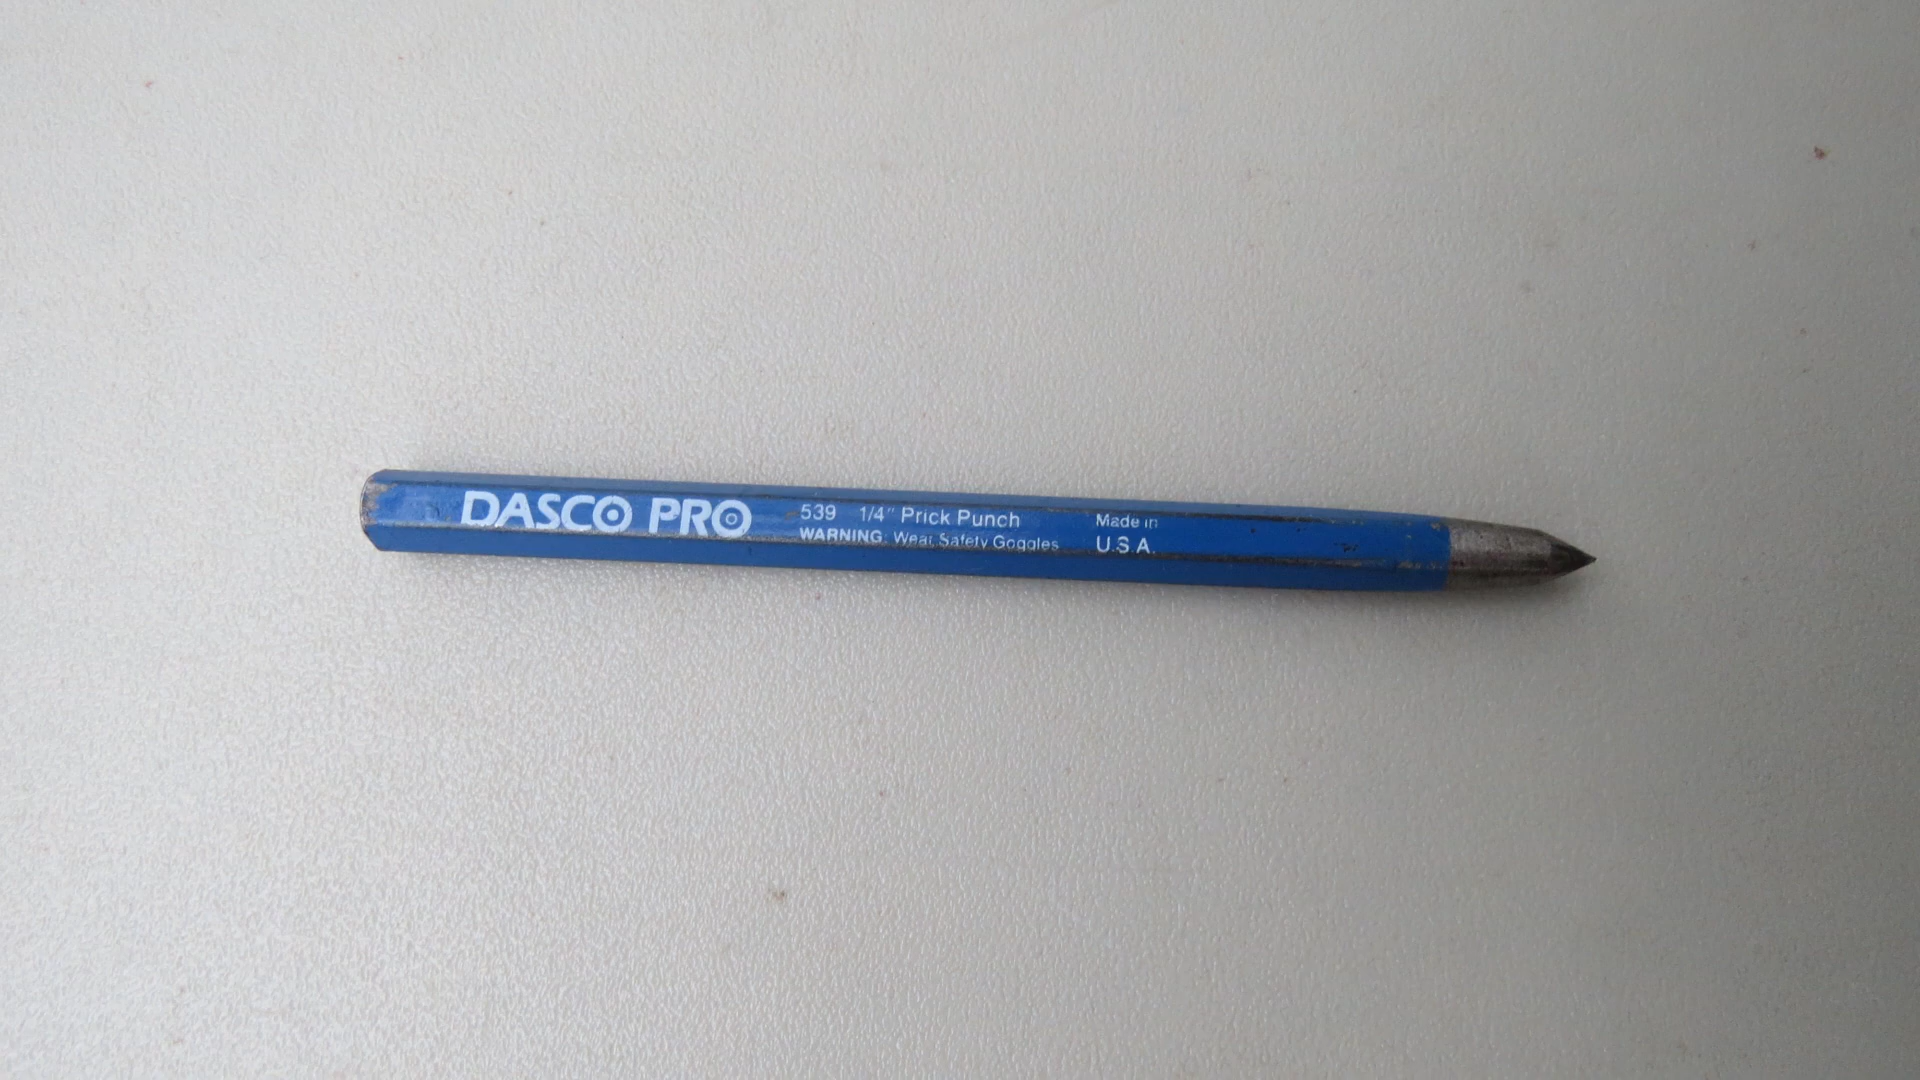 DASCO PRO
539 1/4" Prick Punch
WARNING: Wear Safety Goggles
Made in
U.S.A.